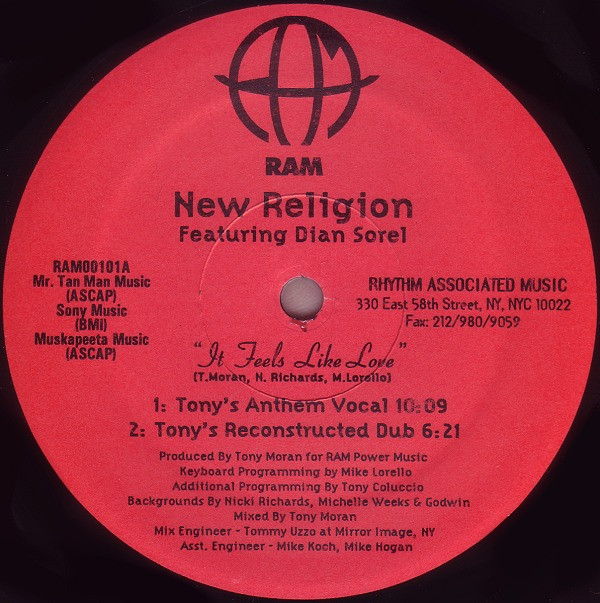 RAM
New Religion
Featuring Dian Sorel
RAM00101A
Mr. Tan Man Music
(ASCAP)
Sony Music
(BMI)
Muskapeeta Music
(ASCAP)
RHYTHM ASSOCIATED MUSIC
330 East 58th Street, NY, NYC 10022
Fax: 212/980/9059
"It Feels Like Love"
(T.Moran, N. Richards, M.Lorello)
1: Tony's Anthem Vocal 10:09
2: Tony's Reconstructed Dub 6:21
Produced By Tony Moran for RAM Power Music
Keyboard Programming by Mike Lorello
Additional Programming By Tony Coluccio
Backgrounds By Nicki Richards, Michelle Weeks & Godwin
Mixed By Tony Moran
Mix Engineer - Tommy Uzzo at Mirror Image, NY
Asst. Engineer - Mike Koch, Mike Hogan